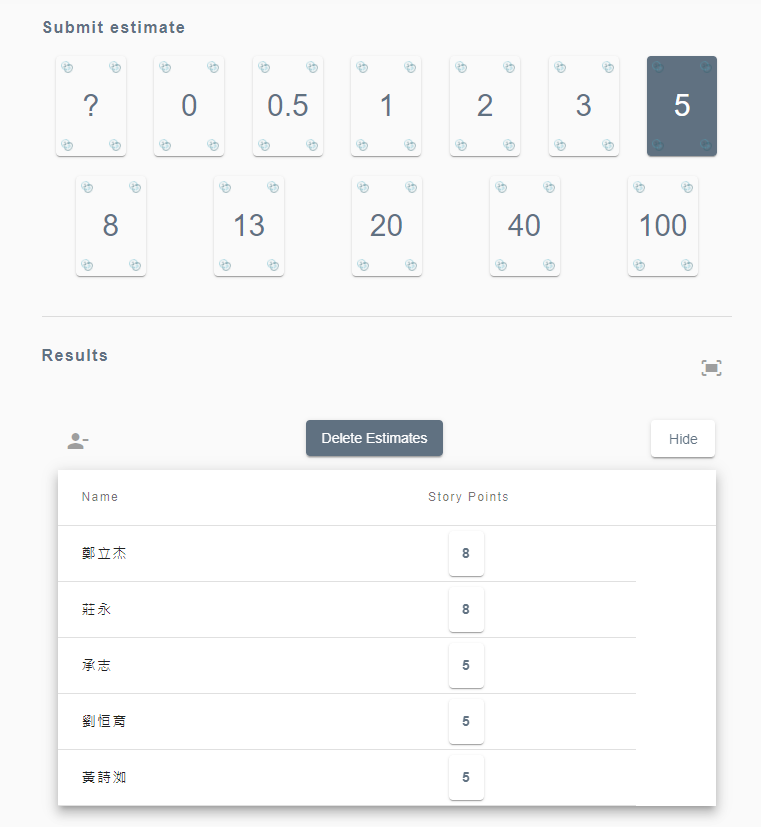 Submit estimate
? 0 0.5 1 2 3 5
8 13 20 40 100
Results
Delete Estimates Hide
Name Story Points
鄭立杰 8
莊永 8
承志 5
劉恒育 5
黃詩洳 5